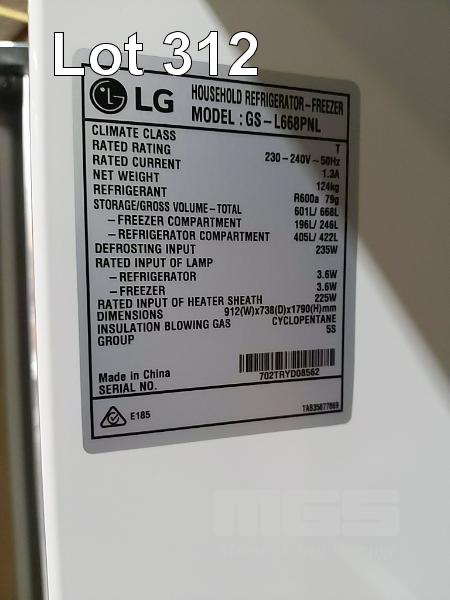 Lot 312
LG HOUSEHOLD REFRIGERATOR-FREEZER
MODEL : GS-L668PNL
CLIMATE CLASS T
RATED RATING 230-240V~50Hz
RATED CURRENT 1.3A
NET WEIGHT 124kg
REFRIGERANT R600a 79g
STORAGE/GROSS VOLUME-TOTAL 601L/ 668L
-FREEZER COMPARTMENT 196L/ 246L
-REFRIGERATOR COMPARTMENT 405L/ 422L
DEFROSTING INPUT 235W
RATED INPUT OF LAMP
-REFRIGERATOR 3.6W
-FREEZER 3.6W
RATED INPUT OF HEATER SHEATH 225W
DIMENSIONS 912(W)x738(D)x1790(H)mm
INSULATION BLOWING GAS CYCLOPENTANE
GROUP 5S
Made in China
SERIAL NO. 702TRYD08562
E185
MGS